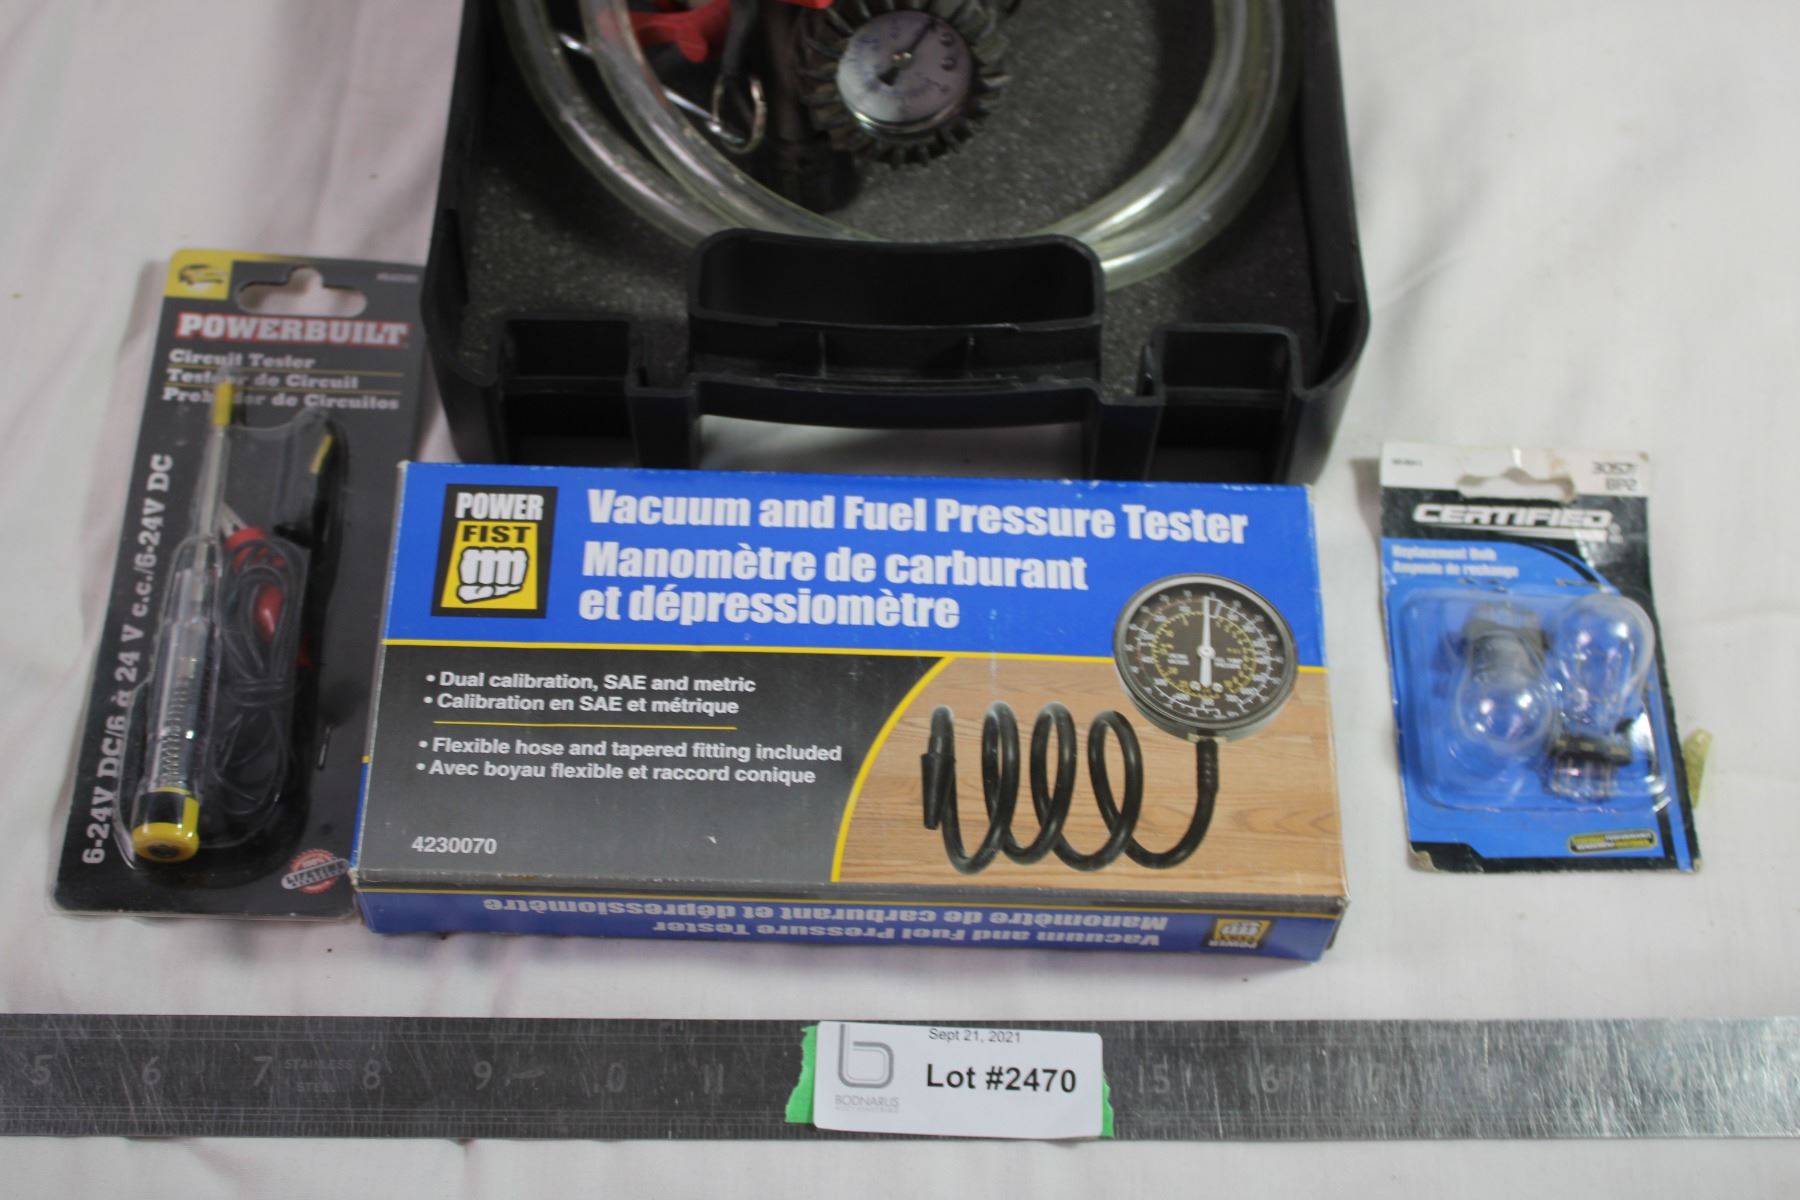 POWERBUILT
Circuit Tester
Testeur de Circuit
Probador de Circuitos
6-24V DC/6 à 24 V c.c./6-24V DC
POWER
FIST
Vacuum and Fuel Pressure Tester
Manomètre de carburant
et dépressiomètre
• Dual calibration, SAE and metric
• Calibration en SAE et métrique
• Flexible hose and tapered fitting included
• Avec boyau flexible et raccord conique
4230070
Manomètre de carburant et dépressiomètre
Vacuum and Fuel Pressure Tester
POWER
3057
BP2
CERTIFIED
Replacement Bulb
Ampoule de rechange
5 6 7 STAINLESS STEEL 8 9 10 11 15 16
Sept 21, 2021
Lot #2470
b
BODNARUS
AUCTIONEERING